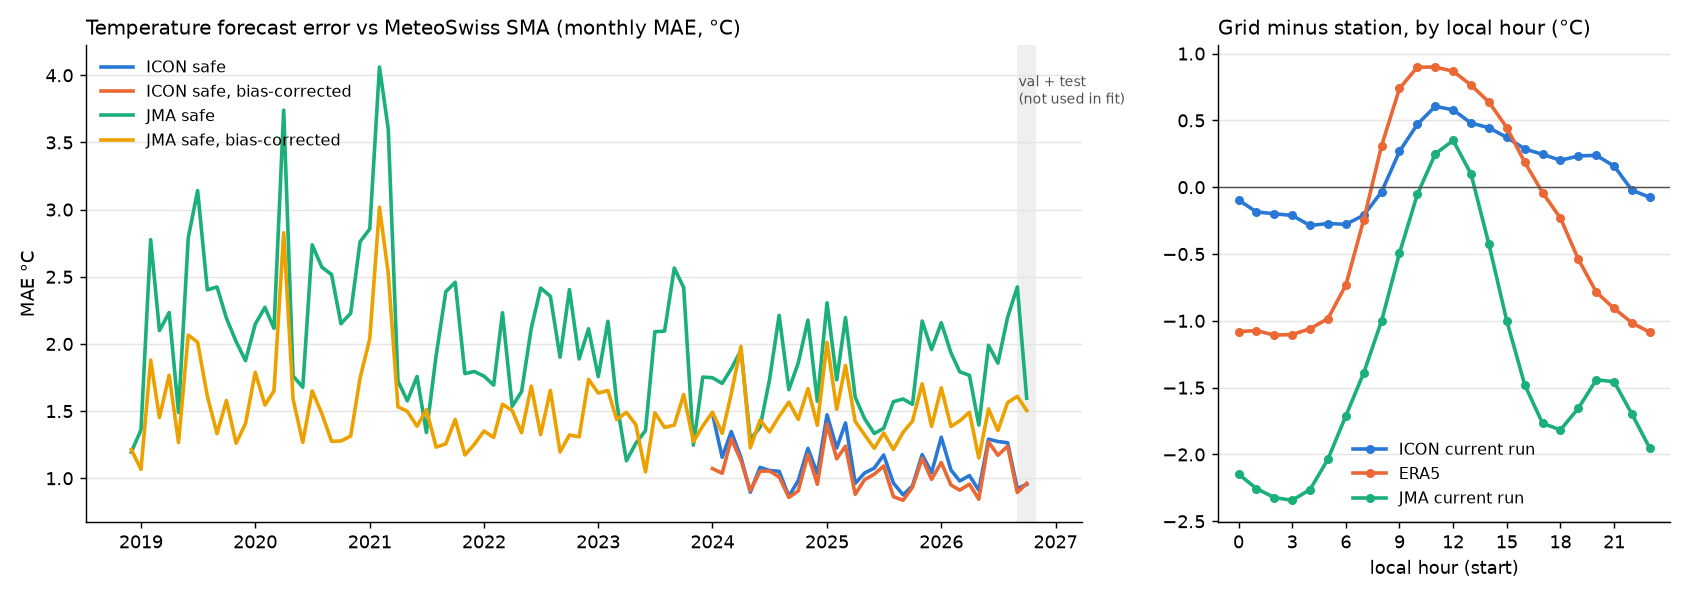 Temperature forecast error vs MeteoSwiss SMA (monthly MAE, °C)
ICON safe
ICON safe, bias-corrected
JMA safe
JMA safe, bias-corrected
val + test
(not used in fit)
MAE °C
4.0
3.5
3.0
2.5
2.0
1.5
1.0
2019 2020 2021 2022 2023 2024 2025 2026 2027
Grid minus station, by local hour (°C)
1.0
0.5
0.0
−0.5
−1.0
−1.5
−2.0
−2.5
ICON current run
ERA5
JMA current run
0 3 6 9 12 15 18 21
local hour (start)